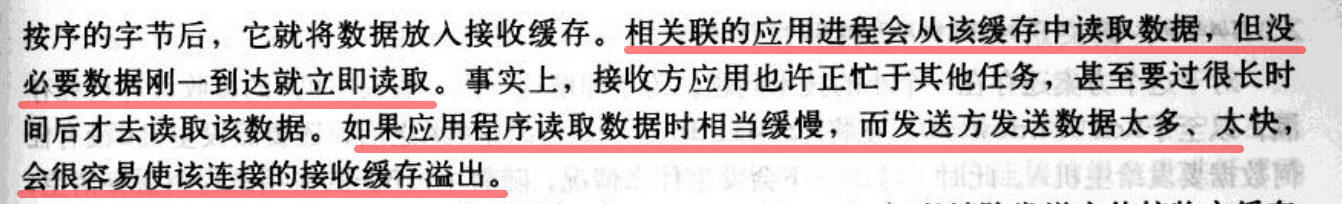 按序的字节后，它就将数据放入接收缓存。相关联的应用进程会从该缓存中读取数据，但没
必要数据刚一到达就立即读取。事实上，接收方应用也许正忙于其他任务，甚至要过很长时
间后才去读取该数据。如果应用程序读取数据时相当缓慢，而发送方发送数据太多、太快，
会很容易使该连接的接收缓存溢出。